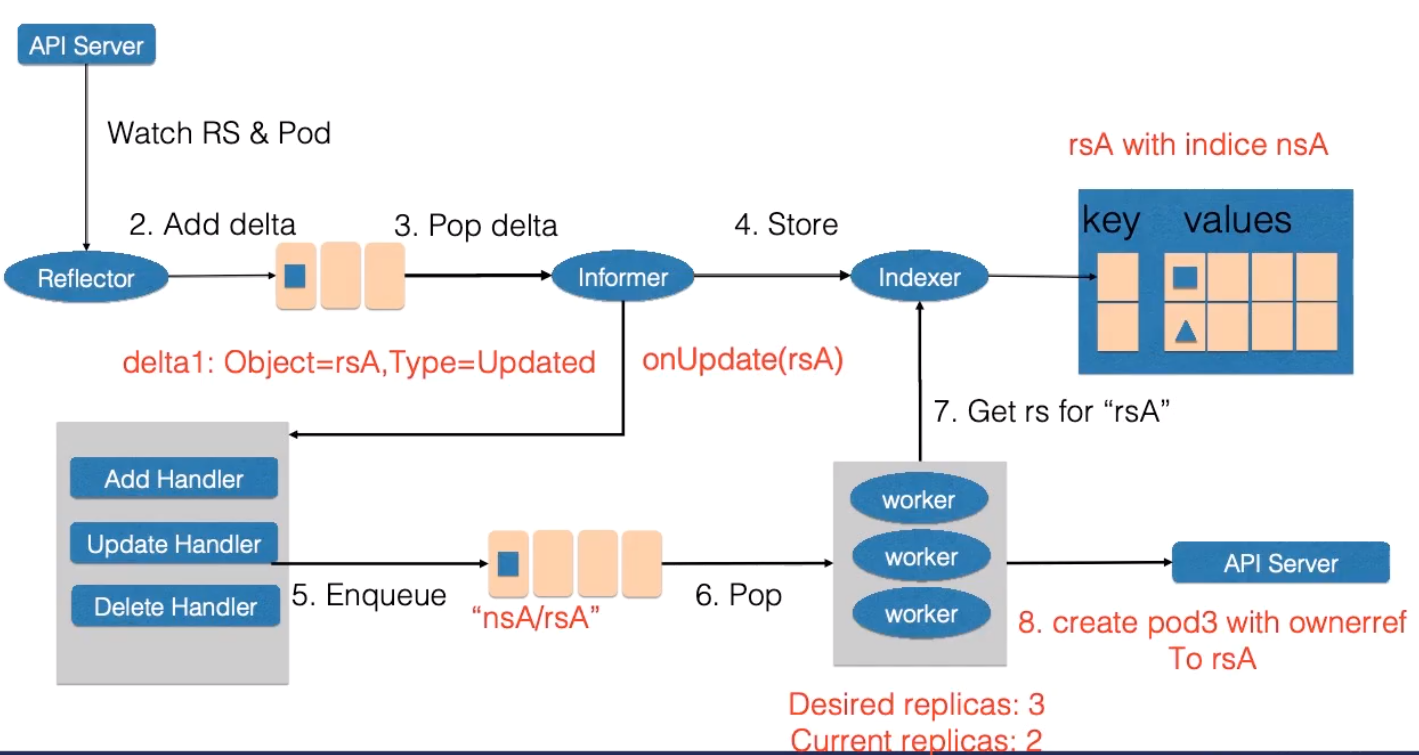 API Server
Watch RS & Pod
rsA with indice nsA
key values
2. Add delta
3. Pop delta
4. Store
Reflector
Informer
Indexer
delta1: Object=rsA,Type=Updated
onUpdate(rsA)
7. Get rs for “rsA”
Add Handler
Update Handler
Delete Handler
5. Enqueue
“nsA/rsA”
6. Pop
worker
worker
worker
API Server
8. create pod3 with ownerref
To rsA
Desired replicas: 3
Current replicas: 2